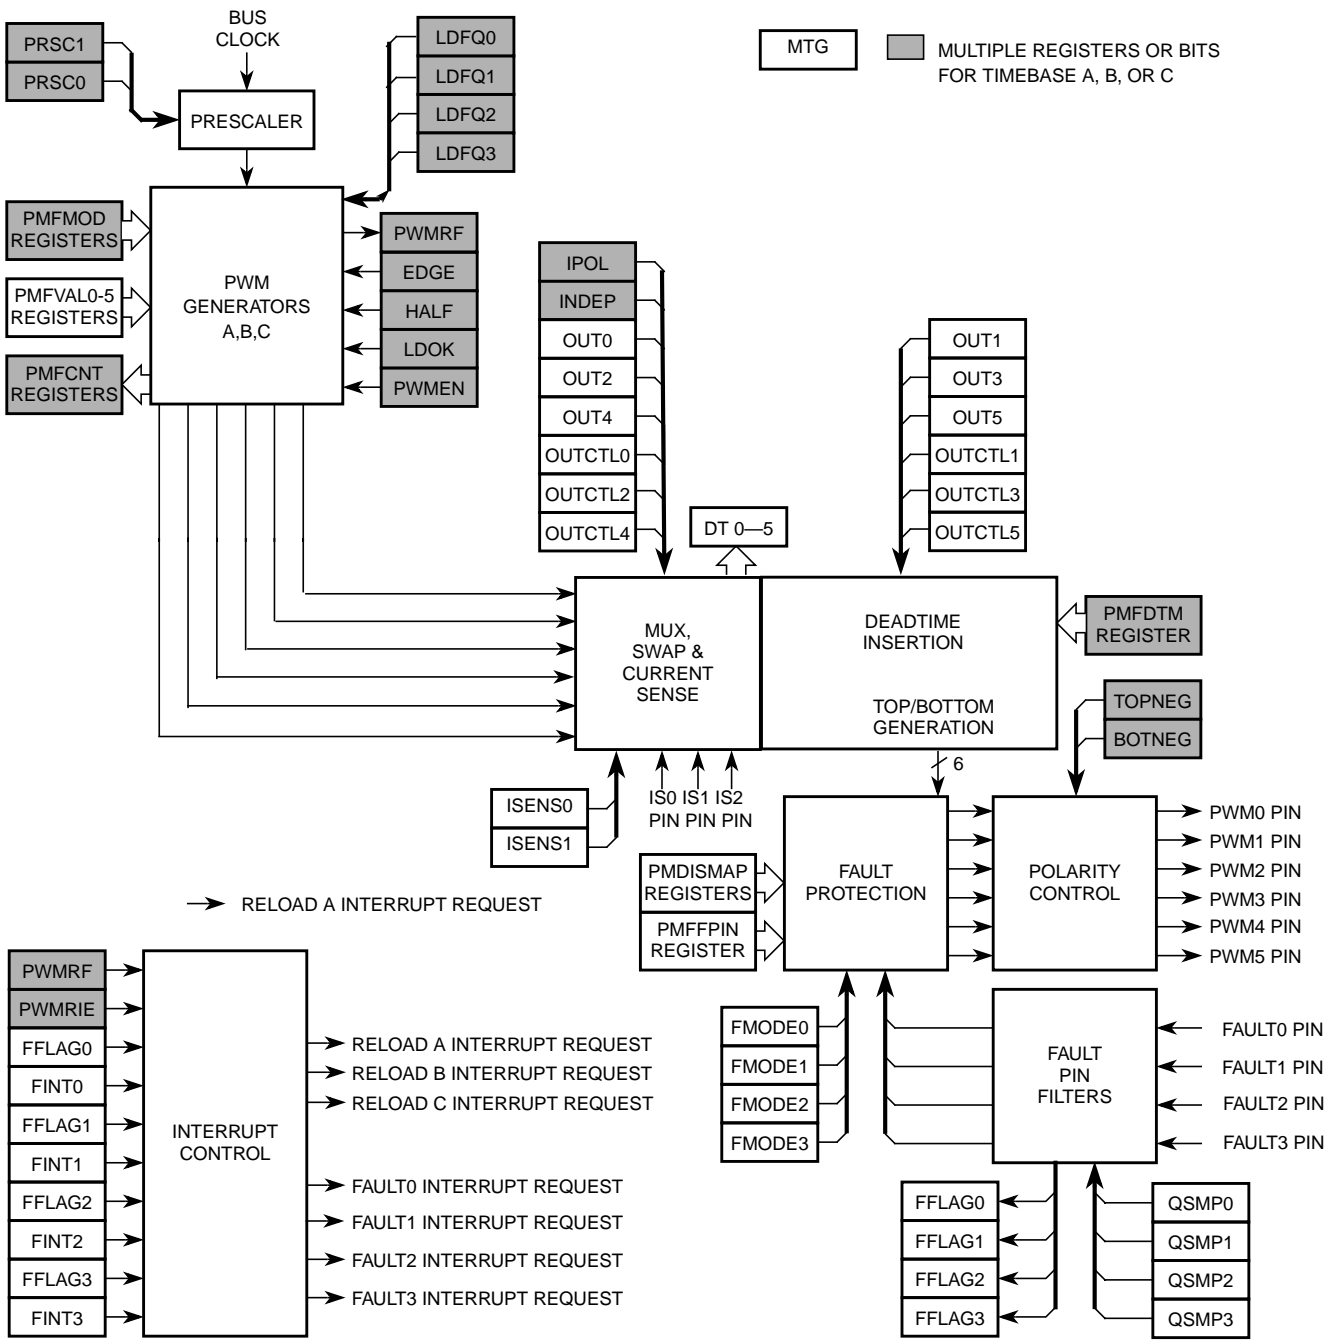 PRSC1
PRSC0
BUS
CLOCK
PRESCALER
LDFQ0
LDFQ1
LDFQ2
LDFQ3
MTG
MULTIPLE REGISTERS OR BITS
FOR TIMEBASE A, B, OR C
PMFMOD
REGISTERS
PMFVAL0-5
REGISTERS
PMFCNT
REGISTERS
PWM
GENERATORS
A,B,C
PWMRF
EDGE
HALF
LDOK
PWMEN
IPOL
INDEP
OUT0
OUT2
OUT4
OUTCTL0
OUTCTL2
OUTCTL4
DT 0—5
OUT1
OUT3
OUT5
OUTCTL1
OUTCTL3
OUTCTL5
MUX,
SWAP &
CURRENT
SENSE
DEADTIME
INSERTION
TOP/BOTTOM
GENERATION
PMFDTM
REGISTER
TOPNEG
BOTNEG
6
ISENS0
ISENS1
IS0 IS1 IS2
PIN PIN PIN
PMDISMAP
REGISTERS
PMFFPIN
REGISTER
FAULT
PROTECTION
POLARITY
CONTROL
PWM0 PIN
PWM1 PIN
PWM2 PIN
PWM3 PIN
PWM4 PIN
PWM5 PIN
RELOAD A INTERRUPT REQUEST
PWMRF
PWMRIE
FFLAG0
FINT0
FFLAG1
FINT1
FFLAG2
FINT2
FFLAG3
FINT3
INTERRUPT
CONTROL
RELOAD A INTERRUPT REQUEST
RELOAD B INTERRUPT REQUEST
RELOAD C INTERRUPT REQUEST
FAULT0 INTERRUPT REQUEST
FAULT1 INTERRUPT REQUEST
FAULT2 INTERRUPT REQUEST
FAULT3 INTERRUPT REQUEST
FMODE0
FMODE1
FMODE2
FMODE3
FAULT
PIN
FILTERS
FAULT0 PIN
FAULT1 PIN
FAULT2 PIN
FAULT3 PIN
FFLAG0
FFLAG1
FFLAG2
FFLAG3
QSMP0
QSMP1
QSMP2
QSMP3